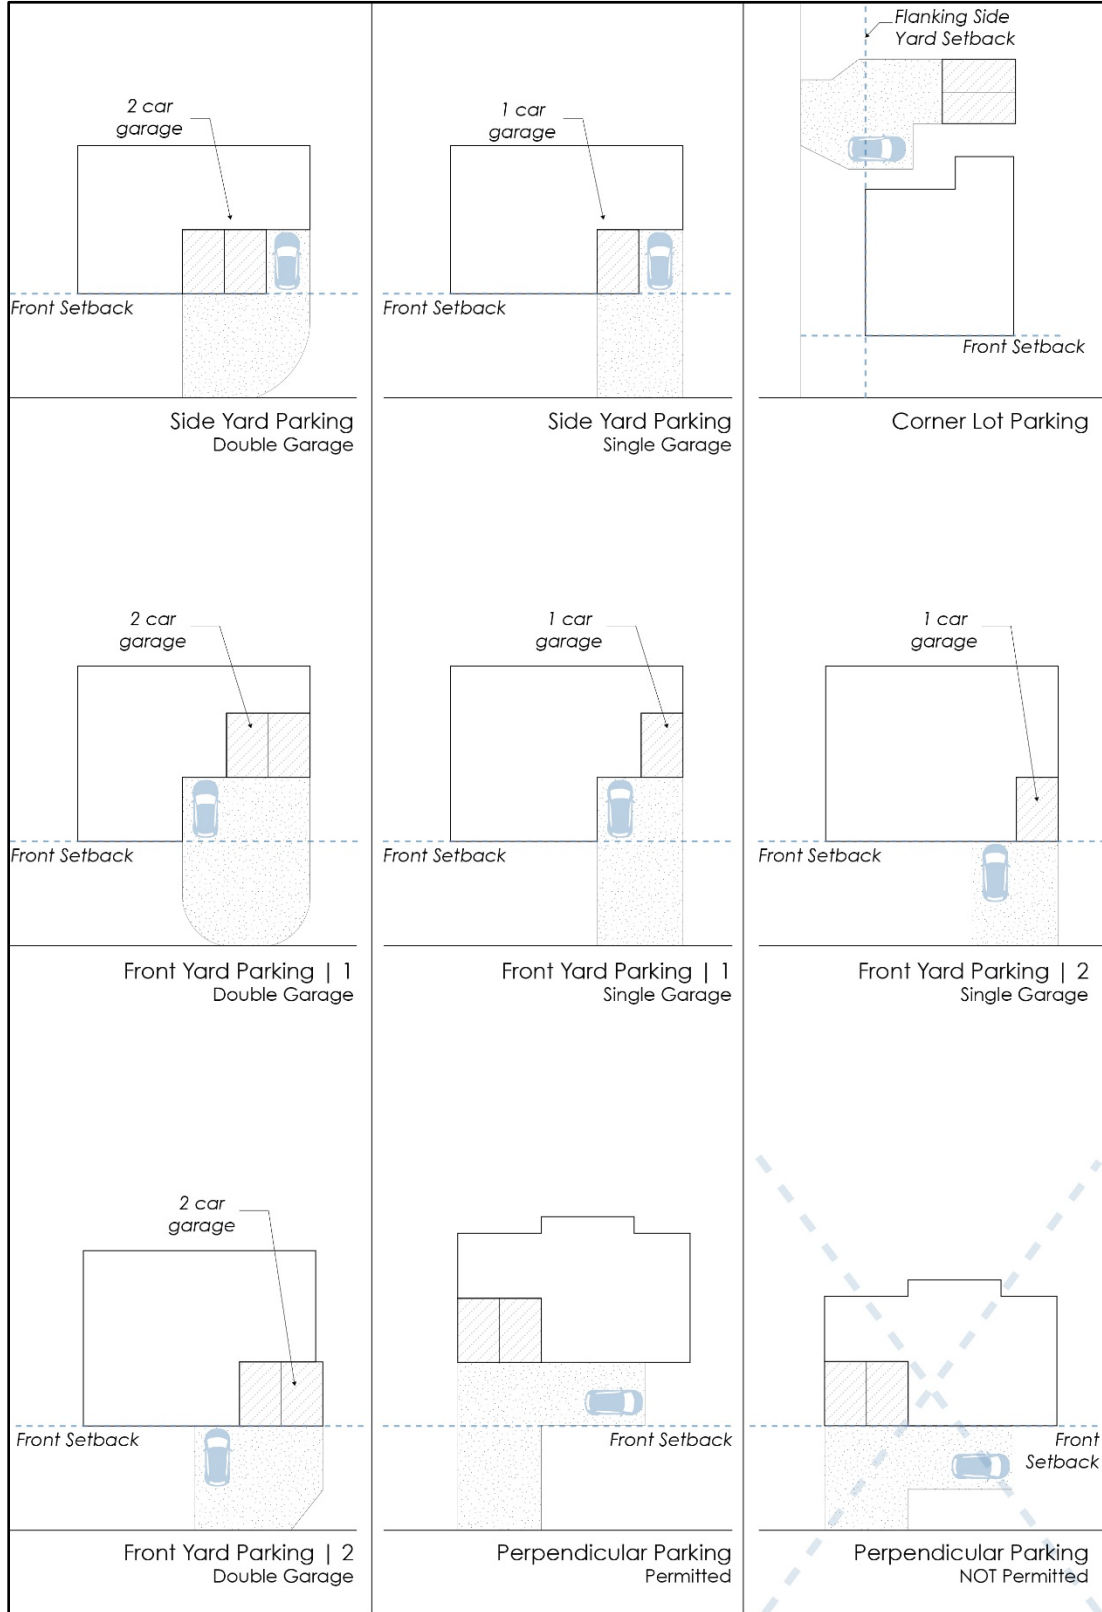 2 car
garage
Front Setback
Side Yard Parking
Double Garage
1 car
garage
Front Setback
Side Yard Parking
Single Garage
Flanking Side
Yard Setback
Front Setback
Corner Lot Parking
2 car
garage
Front Setback
Front Yard Parking | 1
Double Garage
1 car
garage
Front Setback
Front Yard Parking | 1
Single Garage
1 car
garage
Front Setback
Front Yard Parking | 2
Single Garage
2 car
garage
Front Setback
Front Yard Parking | 2
Double Garage
Front Setback
Perpendicular Parking
Permitted
Front
Setback
Perpendicular Parking
NOT Permitted